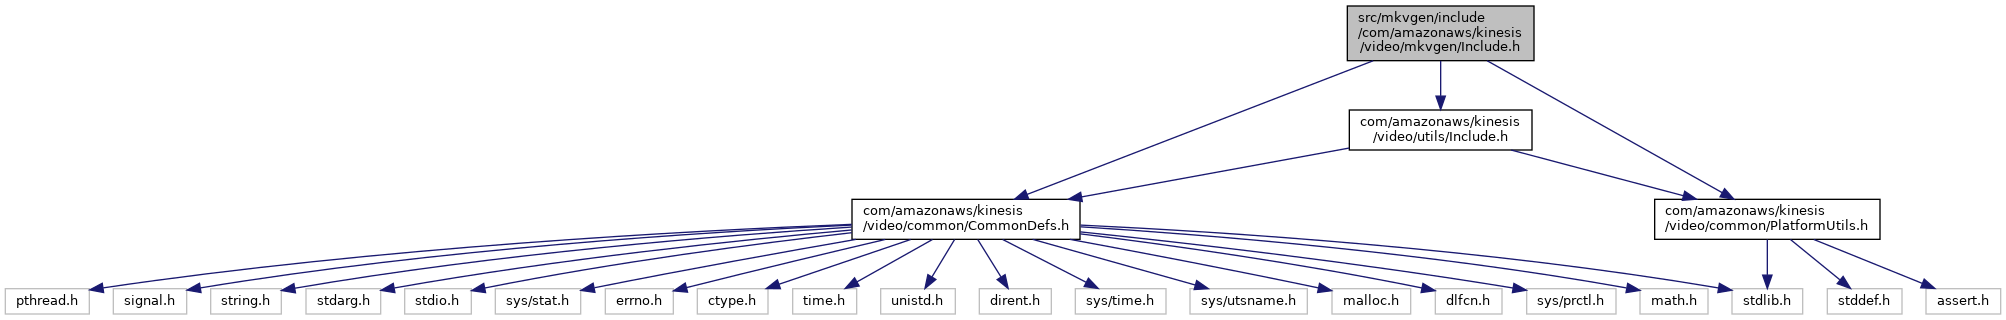 src/mkvgen/include
/com/amazonaws/kinesis
/video/mkvgen/Include.h
com/amazonaws/kinesis
/video/utils/Include.h
com/amazonaws/kinesis
/video/common/CommonDefs.h
com/amazonaws/kinesis
/video/common/PlatformUtils.h
pthread.h
signal.h
string.h
stdarg.h
stdio.h
sys/stat.h
errno.h
ctype.h
time.h
unistd.h
dirent.h
sys/time.h
sys/utsname.h
malloc.h
dlfcn.h
sys/prctl.h
math.h
stdlib.h
stddef.h
assert.h